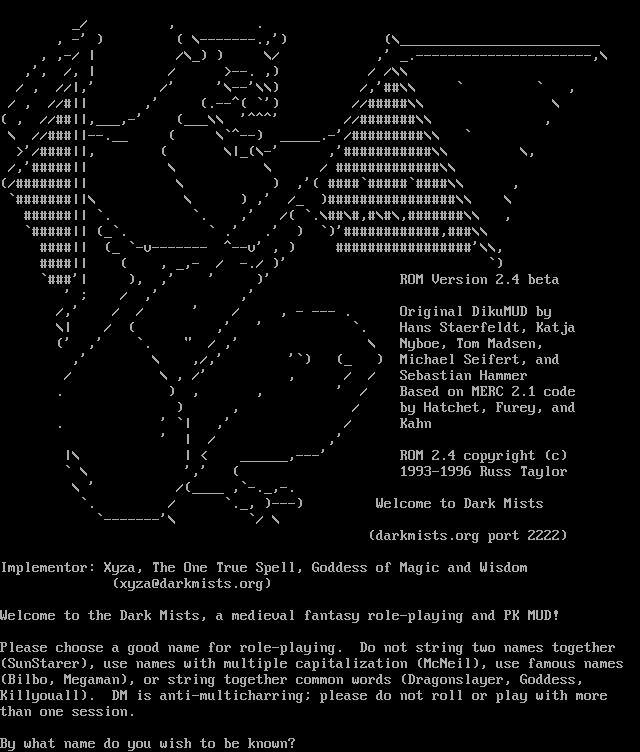 ROM Version 2.4 beta
Original DikuMUD by
Hans Staerfeldt, Katja
Nyboe, Tom Madsen,
Michael Seifert, and
Sebastian Hammer
Based on MERC 2.1 code
by Hatchet, Furey, and
Kahn
ROM 2.4 copyright (c)
1993-1996 Russ Taylor
Welcome to Dark Mists
(darkmists.org port 2222)
Implementor: Xyza, The One True Spell, Goddess of Magic and Wisdom
(xyza@darkmists.org)
Welcome to the Dark Mists, a medieval fantasy role-playing and PK MUD!
Please choose a good name for role-playing.  Do not string two names together
(SunStarer), use names with multiple capitalization (McNeil), use famous names
(Bilbo, Megaman), or string together common words (Dragonslayer, Goddess,
Killyouall).  DM is anti-multicharring; please do not roll or play with more
than one session.
By what name do you wish to be known?